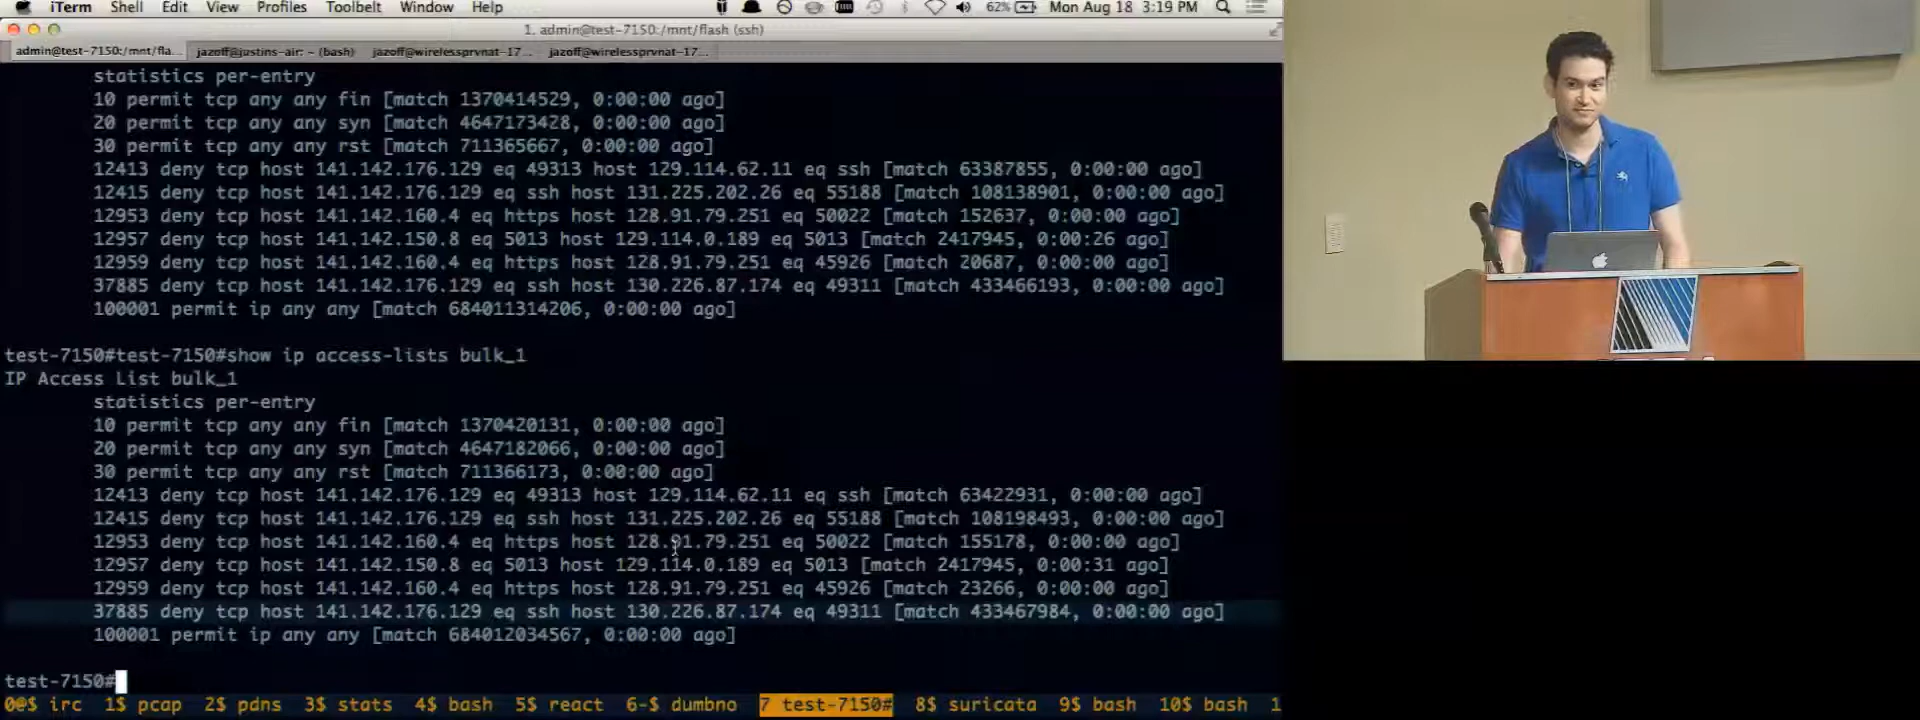 iTerm Shell Edit View Profiles Toolbelt Window Help 62% Mon Aug 18 3:19 PM
1. admin@test-7150:/mnt/flash (ssh)
admin@test-7150:/mnt/fla... jazoff@justins-air: ~ (bash) jazoff@wirelessprvnat-17... jazoff@wirelessprvnat-17...
statistics per-entry
10 permit tcp any any fin [match 1370414529, 0:00:00 ago]
20 permit tcp any any syn [match 4647173428, 0:00:00 ago]
30 permit tcp any any rst [match 711365667, 0:00:00 ago]
12413 deny tcp host 141.142.176.129 eq 49313 host 129.114.62.11 eq ssh [match 63387855, 0:00:00 ago]
12415 deny tcp host 141.142.176.129 eq ssh host 131.225.202.26 eq 55188 [match 108138901, 0:00:00 ago]
12953 deny tcp host 141.142.160.4 eq https host 128.91.79.251 eq 50022 [match 152637, 0:00:00 ago]
12957 deny tcp host 141.142.150.8 eq 5013 host 129.114.0.189 eq 5013 [match 2417945, 0:00:26 ago]
12959 deny tcp host 141.142.160.4 eq https host 128.91.79.251 eq 45926 [match 20687, 0:00:00 ago]
37885 deny tcp host 141.142.176.129 eq ssh host 130.226.87.174 eq 49311 [match 433466193, 0:00:00 ago]
100001 permit ip any any [match 684011314206, 0:00:00 ago]
test-7150#test-7150#show ip access-lists bulk_1
IP Access List bulk_1
statistics per-entry
10 permit tcp any any fin [match 1370420131, 0:00:00 ago]
20 permit tcp any any syn [match 4647182066, 0:00:00 ago]
30 permit tcp any any rst [match 711366173, 0:00:00 ago]
12413 deny tcp host 141.142.176.129 eq 49313 host 129.114.62.11 eq ssh [match 63422931, 0:00:00 ago]
12415 deny tcp host 141.142.176.129 eq ssh host 131.225.202.26 eq 55188 [match 108198493, 0:00:00 ago]
12953 deny tcp host 141.142.160.4 eq https host 128.91.79.251 eq 50022 [match 155178, 0:00:00 ago]
12957 deny tcp host 141.142.150.8 eq 5013 host 129.114.0.189 eq 5013 [match 2417945, 0:00:31 ago]
12959 deny tcp host 141.142.160.4 eq https host 128.91.79.251 eq 45926 [match 23266, 0:00:00 ago]
37885 deny tcp host 141.142.176.129 eq ssh host 130.226.87.174 eq 49311 [match 433467984, 0:00:00 ago]
100001 permit ip any any [match 684012034567, 0:00:00 ago]
test-7150#
0@$ irc 1$ pcap 2$ pdns 3$ stats 4$ bash 5$ react 6-$ dumbno 7 test-7150# 8$ suricata 9$ bash 10$ bash 1